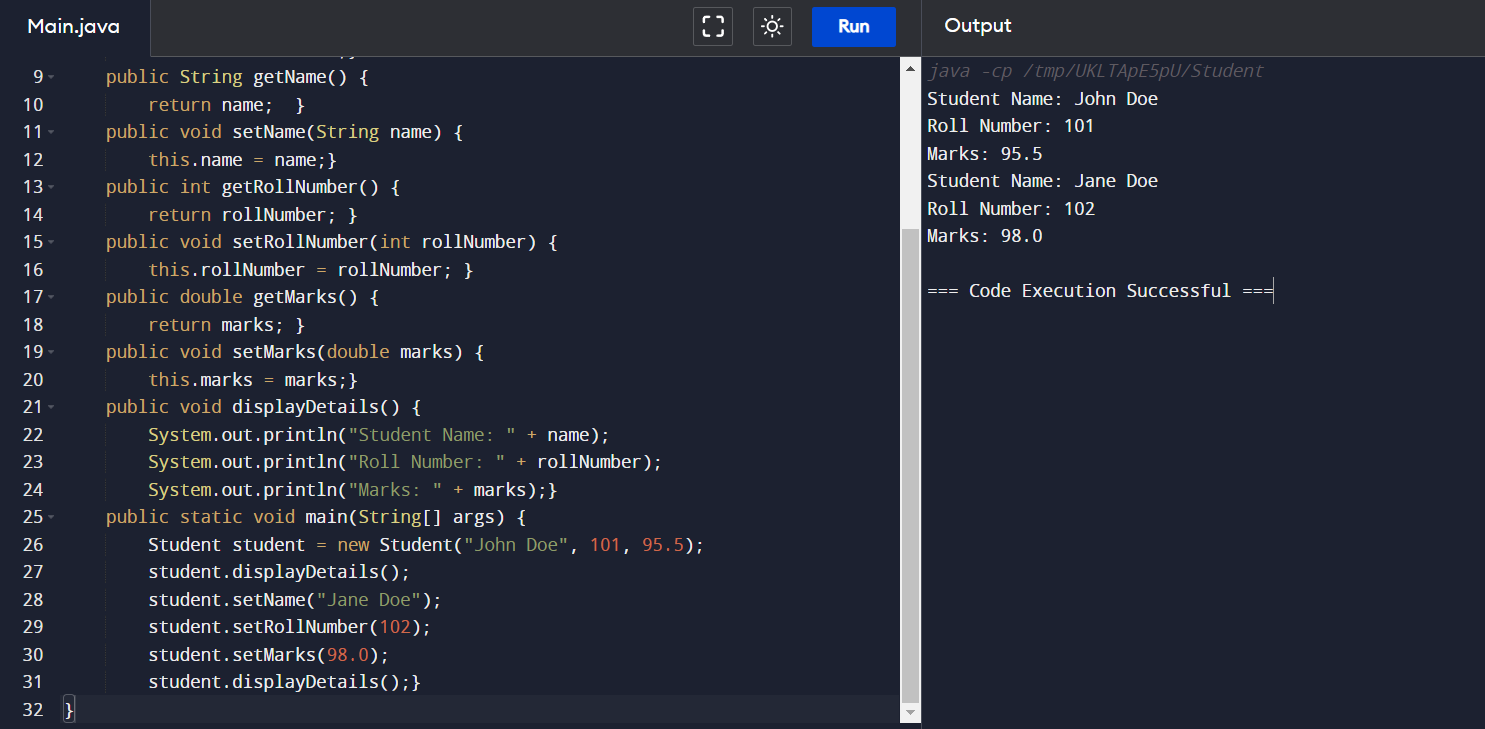 Main.java
Run
Output
9 public String getName() {
10 return name;  }
11 public void setName(String name) {
12 this.name = name;}
13 public int getRollNumber() {
14 return rollNumber; }
15 public void setRollNumber(int rollNumber) {
16 this.rollNumber = rollNumber; }
17 public double getMarks() {
18 return marks; }
19 public void setMarks(double marks) {
20 this.marks = marks;}
21 public void displayDetails() {
22 System.out.println("Student Name: " + name);
23 System.out.println("Roll Number: " + rollNumber);
24 System.out.println("Marks: " + marks);}
25 public static void main(String[] args) {
26 Student student = new Student("John Doe", 101, 95.5);
27 student.displayDetails();
28 student.setName("Jane Doe");
29 student.setRollNumber(102);
30 student.setMarks(98.0);
31 student.displayDetails();}
32 }
java -cp /tmp/UKLTApE5pU/Student
Student Name: John Doe
Roll Number: 101
Marks: 95.5
Student Name: Jane Doe
Roll Number: 102
Marks: 98.0
=== Code Execution Successful ===